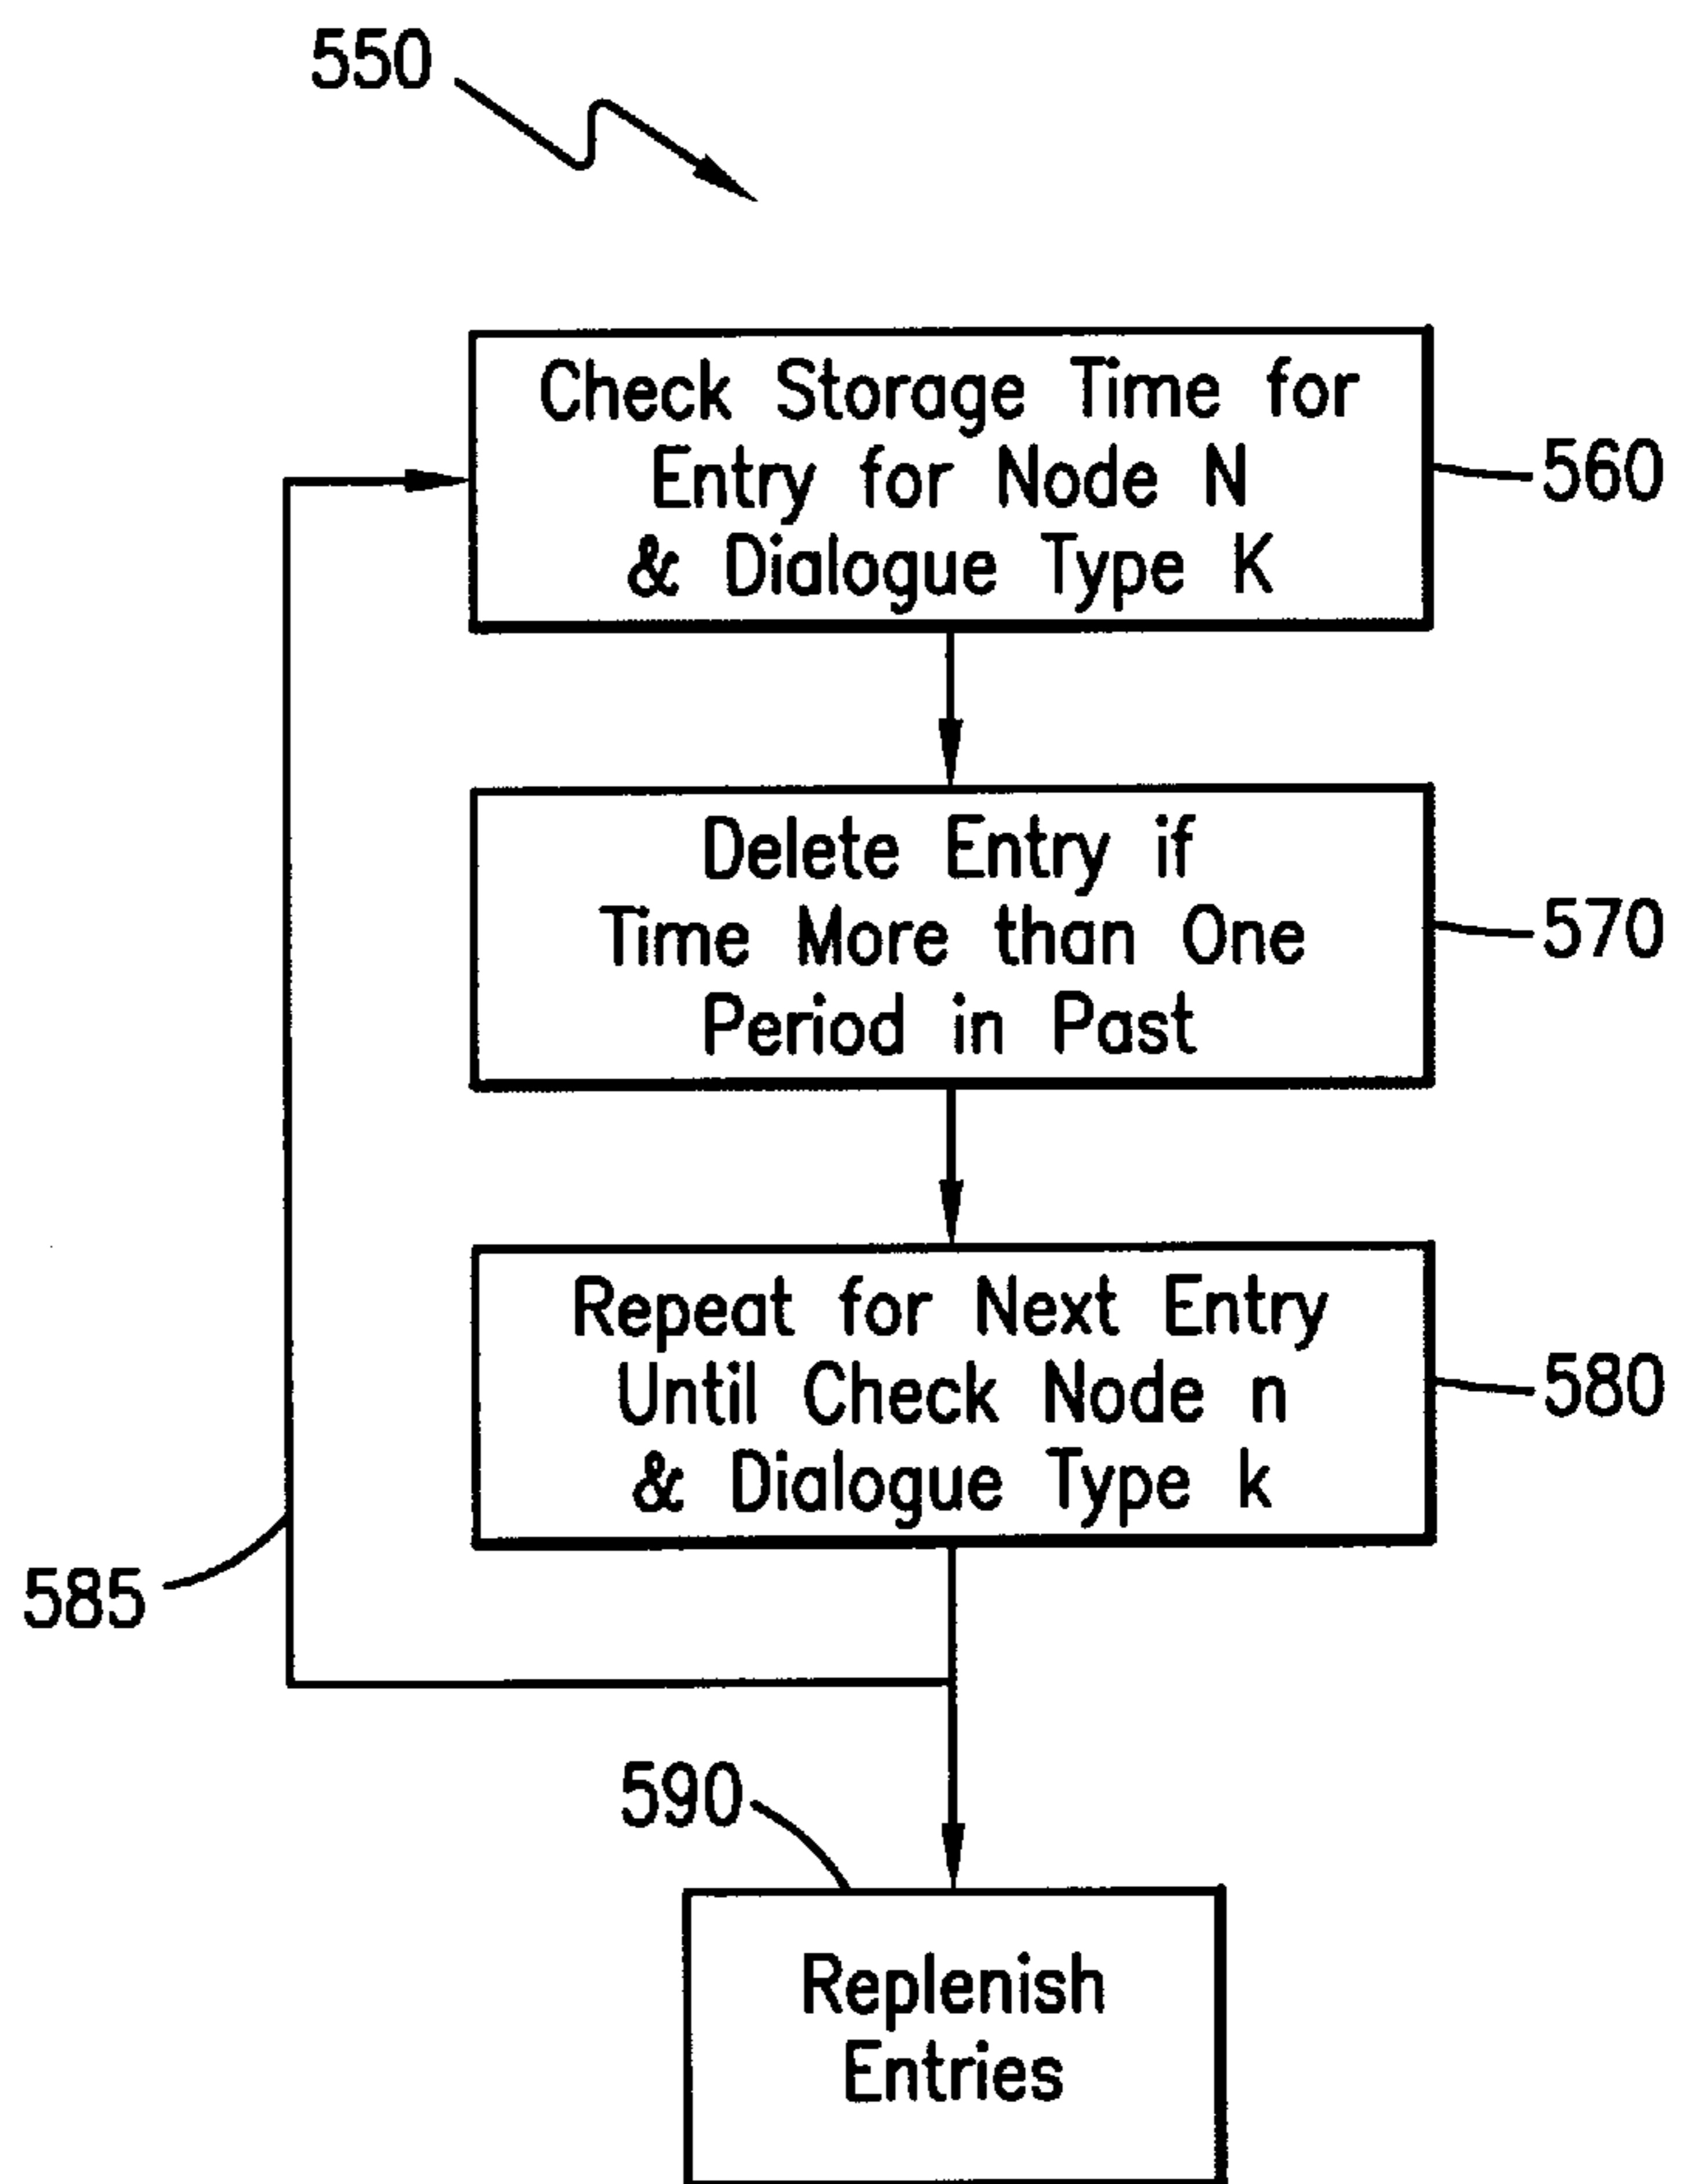 550
Check Storage Time for
Entry for Node N
& Dialogue Type K
560
Delete Entry if
Time More than One
Period in Past
570
Repeat for Next Entry
Until Check Node n
& Dialogue Type k
580
585
590
Replenish
Entries